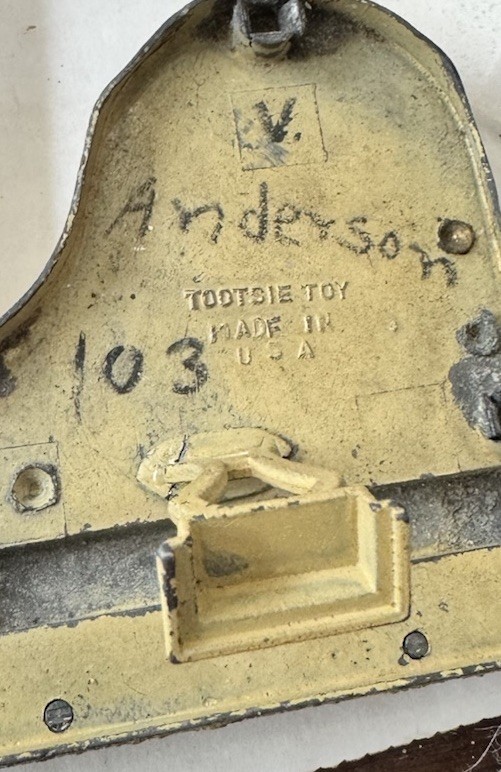 V.
Anderson
TOOTSIE TOY
MADE IN
103
U S A